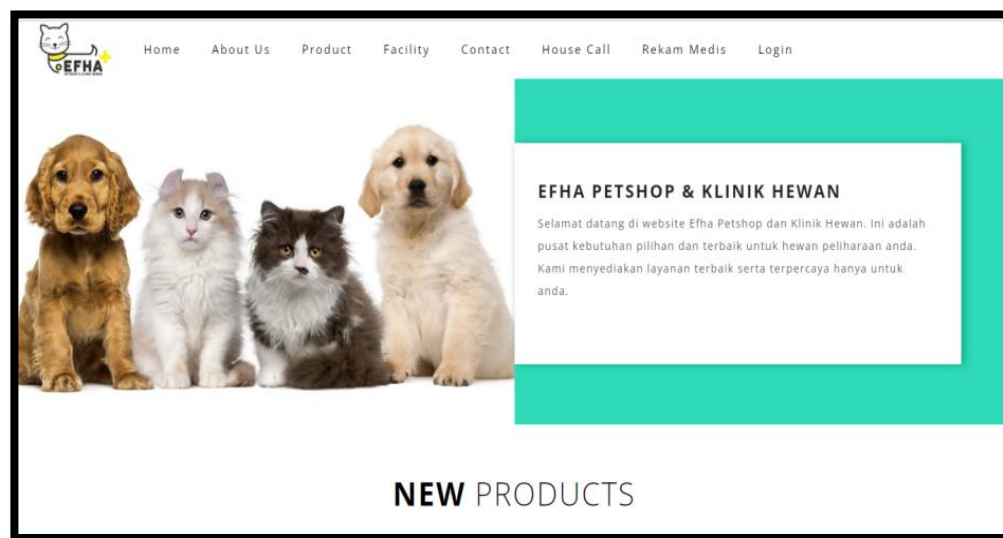 EFHA
Home About Us Product Facility Contact House Call Rekam Medis Login
EFHA PETSHOP & KLINIK HEWAN
Selamat datang di website Efha Petshop dan Klinik Hewan. Ini adalah
pusat kebutuhan pilihan dan terbaik untuk hewan peliharaan anda.
Kami menyediakan layanan terbaik serta terpercaya hanya untuk
anda.
NEW PRODUCTS